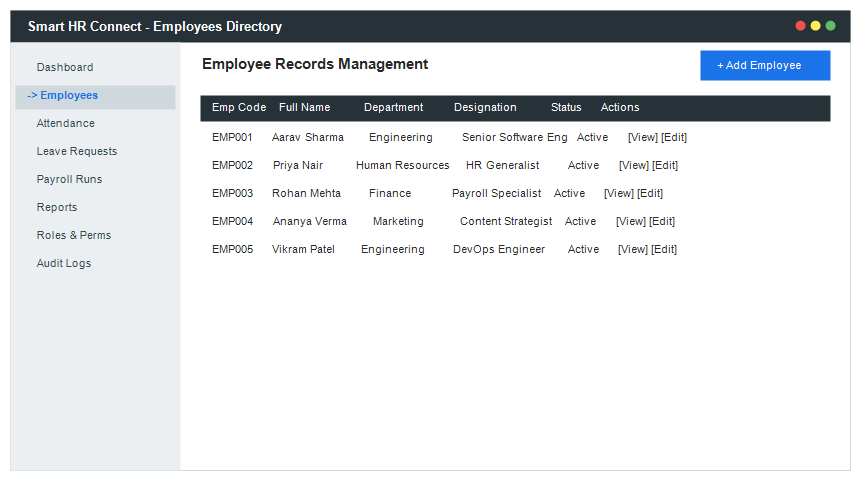 Smart HR Connect - Employees Directory
Dashboard
-> Employees
Attendance
Leave Requests
Payroll Runs
Reports
Roles & Perms
Audit Logs
Employee Records Management
+ Add Employee
Emp Code Full Name Department Designation Status Actions
EMP001 Aarav Sharma Engineering Senior Software Eng Active [View] [Edit]
EMP002 Priya Nair Human Resources HR Generalist Active [View] [Edit]
EMP003 Rohan Mehta Finance Payroll Specialist Active [View] [Edit]
EMP004 Ananya Verma Marketing Content Strategist Active [View] [Edit]
EMP005 Vikram Patel Engineering DevOps Engineer Active [View] [Edit]